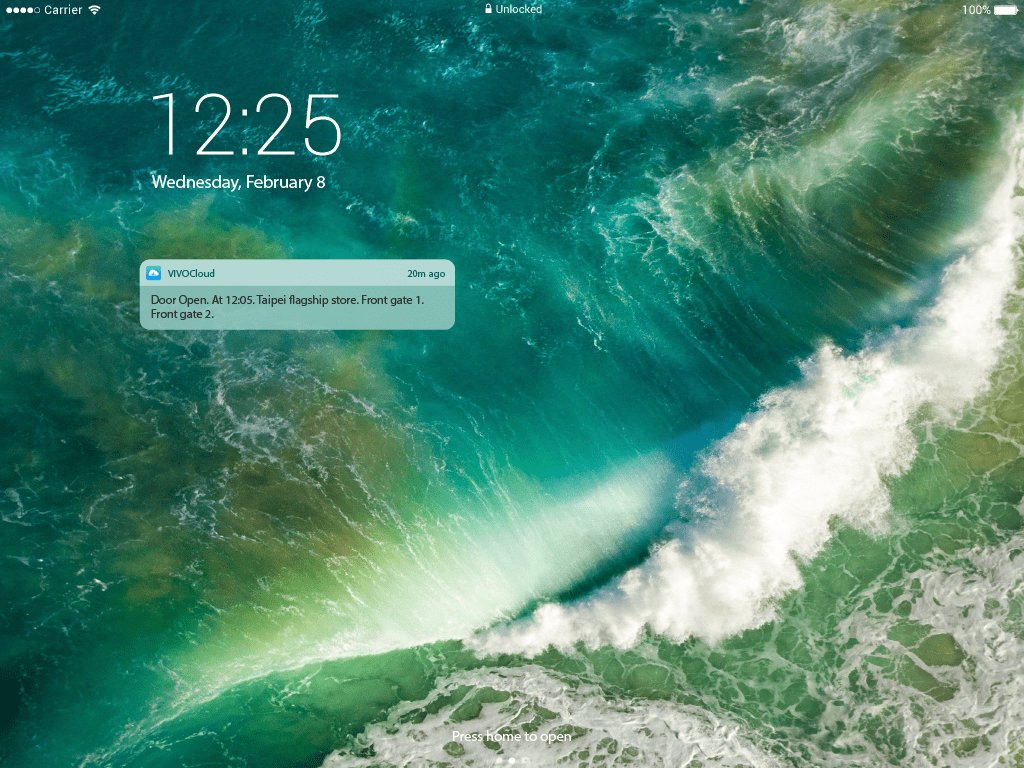 Carrier
Unlocked
100%
12:25
Wednesday, February 8
VIVOCloud
20m ago
Door Open. At 12:05. Taipei flagship store. Front gate 1.
Front gate 2.
Press home to open